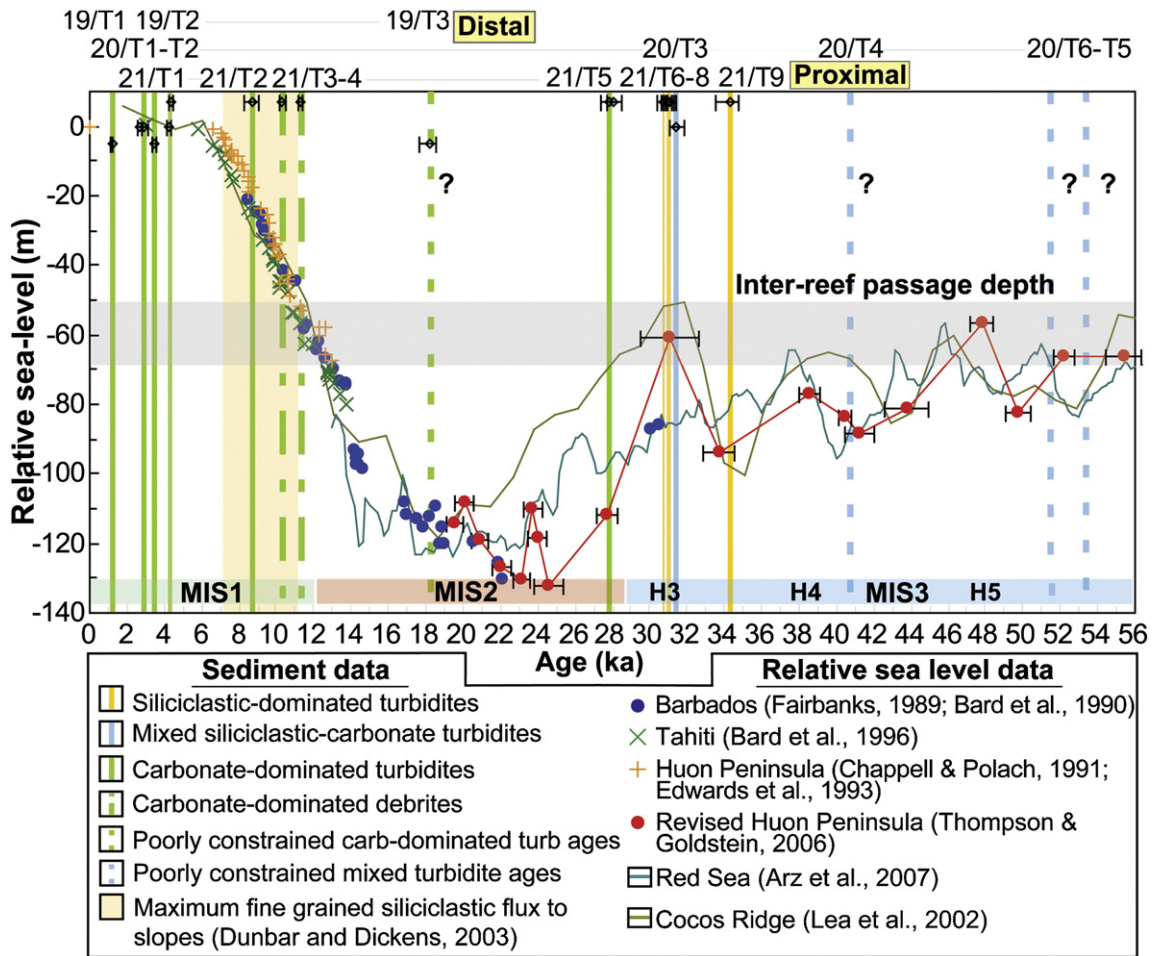 19/T1 19/T2 19/T3 Distal
20/T1-T2 20/T3 20/T4 20/T6-T5
21/T1 21/T2 21/T3-4 21/T5 21/T6-8 21/T9 Proximal
Relative sea-level (m)
0
-20
-40
-60
-80
-100
-120
-140
? ? ? ?
Inter-reef passage depth
MIS1 MIS2 H3 H4 MIS3 H5
0 2 4 6 8 10 12 14 16 18 20 22 24 26 28 30 32 34 36 38 40 42 44 46 48 50 52 54 56
Age (ka)
Sediment data
Siliciclastic-dominated turbidites
Mixed siliciclastic-carbonate turbidites
Carbonate-dominated turbidites
Carbonate-dominated debrites
Poorly constrained carb-dominated turb ages
Poorly constrained mixed turbidite ages
Maximum fine grained siliciclastic flux to
slopes (Dunbar and Dickens, 2003)
Relative sea level data
Barbados (Fairbanks, 1989; Bard et al., 1990)
Tahiti (Bard et al., 1996)
Huon Peninsula (Chappell & Polach, 1991;
Edwards et al., 1993)
Revised Huon Peninsula (Thompson &
Goldstein, 2006)
Red Sea (Arz et al., 2007)
Cocos Ridge (Lea et al., 2002)